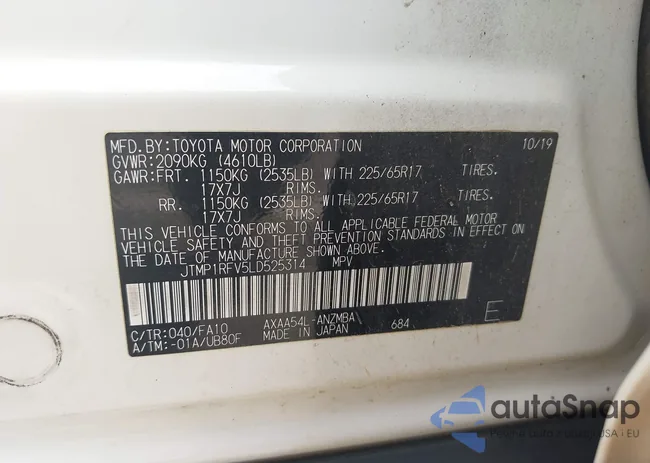 MFD. BY: TOYOTA MOTOR CORPORATION 10/19
GVWR: 2090KG (4610LB)
GAWR: FRT. 1150KG (2535LB) WITH 225/65R17 TIRES.
17X7J RIMS.
RR. 1150KG (2535LB) WITH 225/65R17 TIRES.
17X7J RIMS.
THIS VEHICLE CONFORMS TO ALL APPLICABLE FEDERAL MOTOR
VEHICLE SAFETY AND THEFT PREVENTION STANDARDS IN EFFECT ON
THE DATE OF MANUFACTURE SHOWN ABOVE.
JTMP1RFV5LD525314 MPV
C/TR: 040/FA10 AXAA54L-ANZMBA 684 E
A/TM: -01A/UB80F MADE IN JAPAN
autoSnap